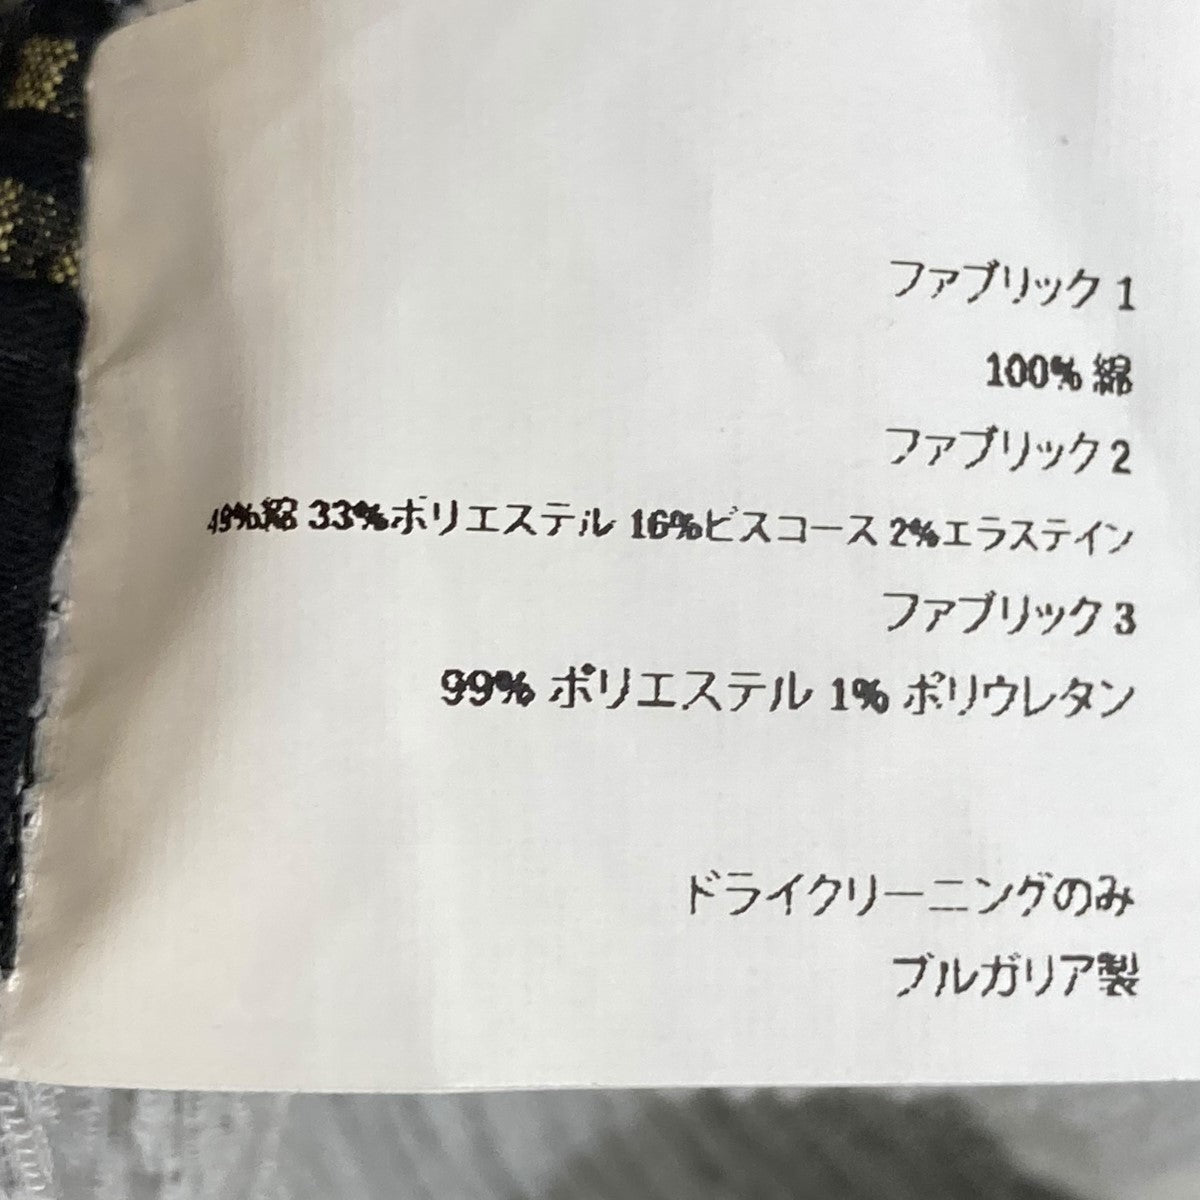 ファブリック 1
100% 綿
ファブリック 2
49%綿 33%ポリエステル 16%ビスコース 2%エラステイン
ファブリック 3
99% ポリエステル 1% ポリウレタン
ドライクリーニングのみ
ブルガリア製